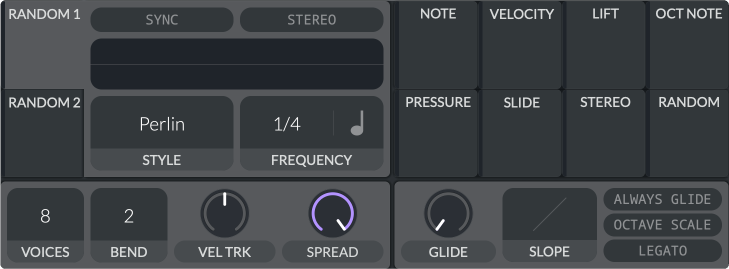 RANDOM 1
SYNC
STEREO
RANDOM 2
Perlin
STYLE
1/4
FREQUENCY
NOTE
VELOCITY
LIFT
OCT NOTE
PRESSURE
SLIDE
STEREO
RANDOM
8
VOICES
2
BEND
VEL TRK
SPREAD
GLIDE
SLOPE
ALWAYS GLIDE
OCTAVE SCALE
LEGATO